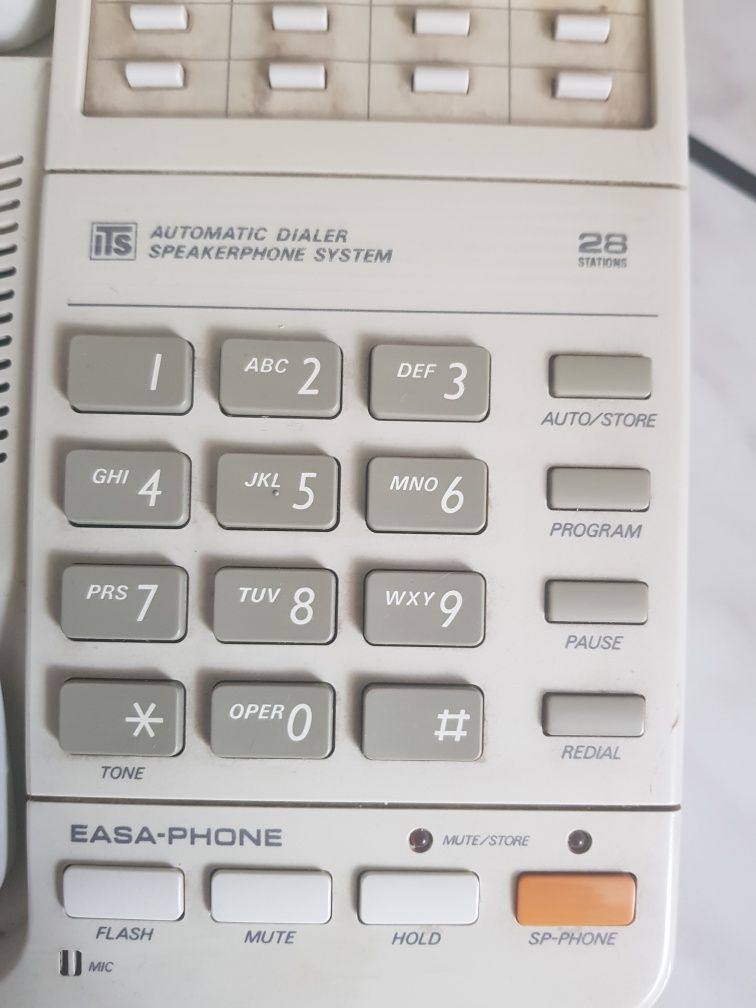 iTs AUTOMATIC DIALER
SPEAKERPHONE SYSTEM
28
STATIONS
1 ABC 2 DEF 3
AUTO/STORE
GHI 4 JKL 5 MNO 6
PROGRAM
PRS 7 TUV 8 WXY 9
PAUSE
* OPER 0 #
TONE
REDIAL
EASA-PHONE
MUTE/STORE
FLASH MUTE HOLD SP-PHONE
MIC